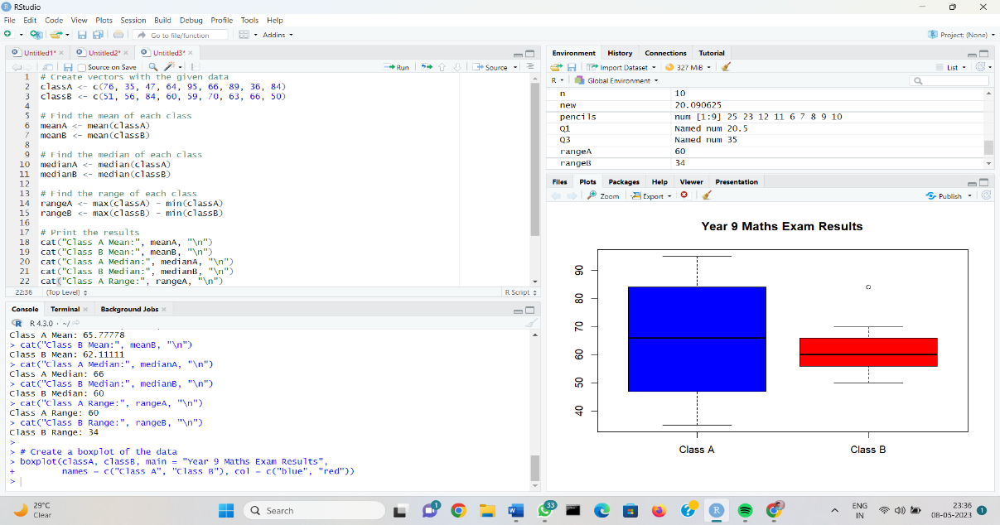 RStudio
File Edit Code View Plots Session Build Debug Profile Tools Help
Go to file/function Addins Project: (None)
Untitled1* Untitled2* Untitled3*
Source on Save Run Source
1 # Create vectors with the given data
2 classA <- c(76, 35, 47, 64, 95, 66, 89, 36, 84)
3 classB <- c(51, 56, 84, 60, 59, 70, 63, 66, 50)
4
5 # Find the mean of each class
6 meanA <- mean(classA)
7 meanB <- mean(classB)
8
9 # Find the median of each class
10 medianA <- median(classA)
11 medianB <- median(classB)
12
13 # Find the range of each class
14 rangeA <- max(classA) - min(classA)
15 rangeB <- max(classB) - min(classB)
16
17 # Print the results
18 cat("Class A Mean:", meanA, "\n")
19 cat("Class B Mean:", meanB, "\n")
20 cat("Class A Median:", medianA, "\n")
21 cat("Class B Median:", medianB, "\n")
22 cat("Class A Range:", rangeA, "\n")
22:36 (Top Level) R Script
Console Terminal Background Jobs
R 4.3.0 · ~/
Class A Mean: 65.77778
> cat("Class B Mean:", meanB, "\n")
Class B Mean: 62.11111
> cat("Class A Median:", medianA, "\n")
Class A Median: 66
> cat("Class B Median:", medianB, "\n")
Class B Median: 60
> cat("Class A Range:", rangeA, "\n")
Class A Range: 60
> cat("Class B Range:", rangeB, "\n")
Class B Range: 34
>
> # Create a boxplot of the data
> boxplot(classA, classB, main = "Year 9 Maths Exam Results",
+ names = c("Class A", "Class B"), col = c("blue", "red"))
>
Environment History Connections Tutorial
Import Dataset 327 MiB List
R Global Environment
n 10
new 20.090625
pencils num [1:9] 25 23 12 11 6 7 8 9 10
Q1 Named num 20.5
Q3 Named num 35
rangeA 60
rangeB 34
Files Plots Packages Help Viewer Presentation
Zoom Export Publish
Year 9 Maths Exam Results
90
80
70
60
50
40
Class A Class B
29°C
Clear
Search
1
33
ENG
IN
23:36
08-05-2023
1